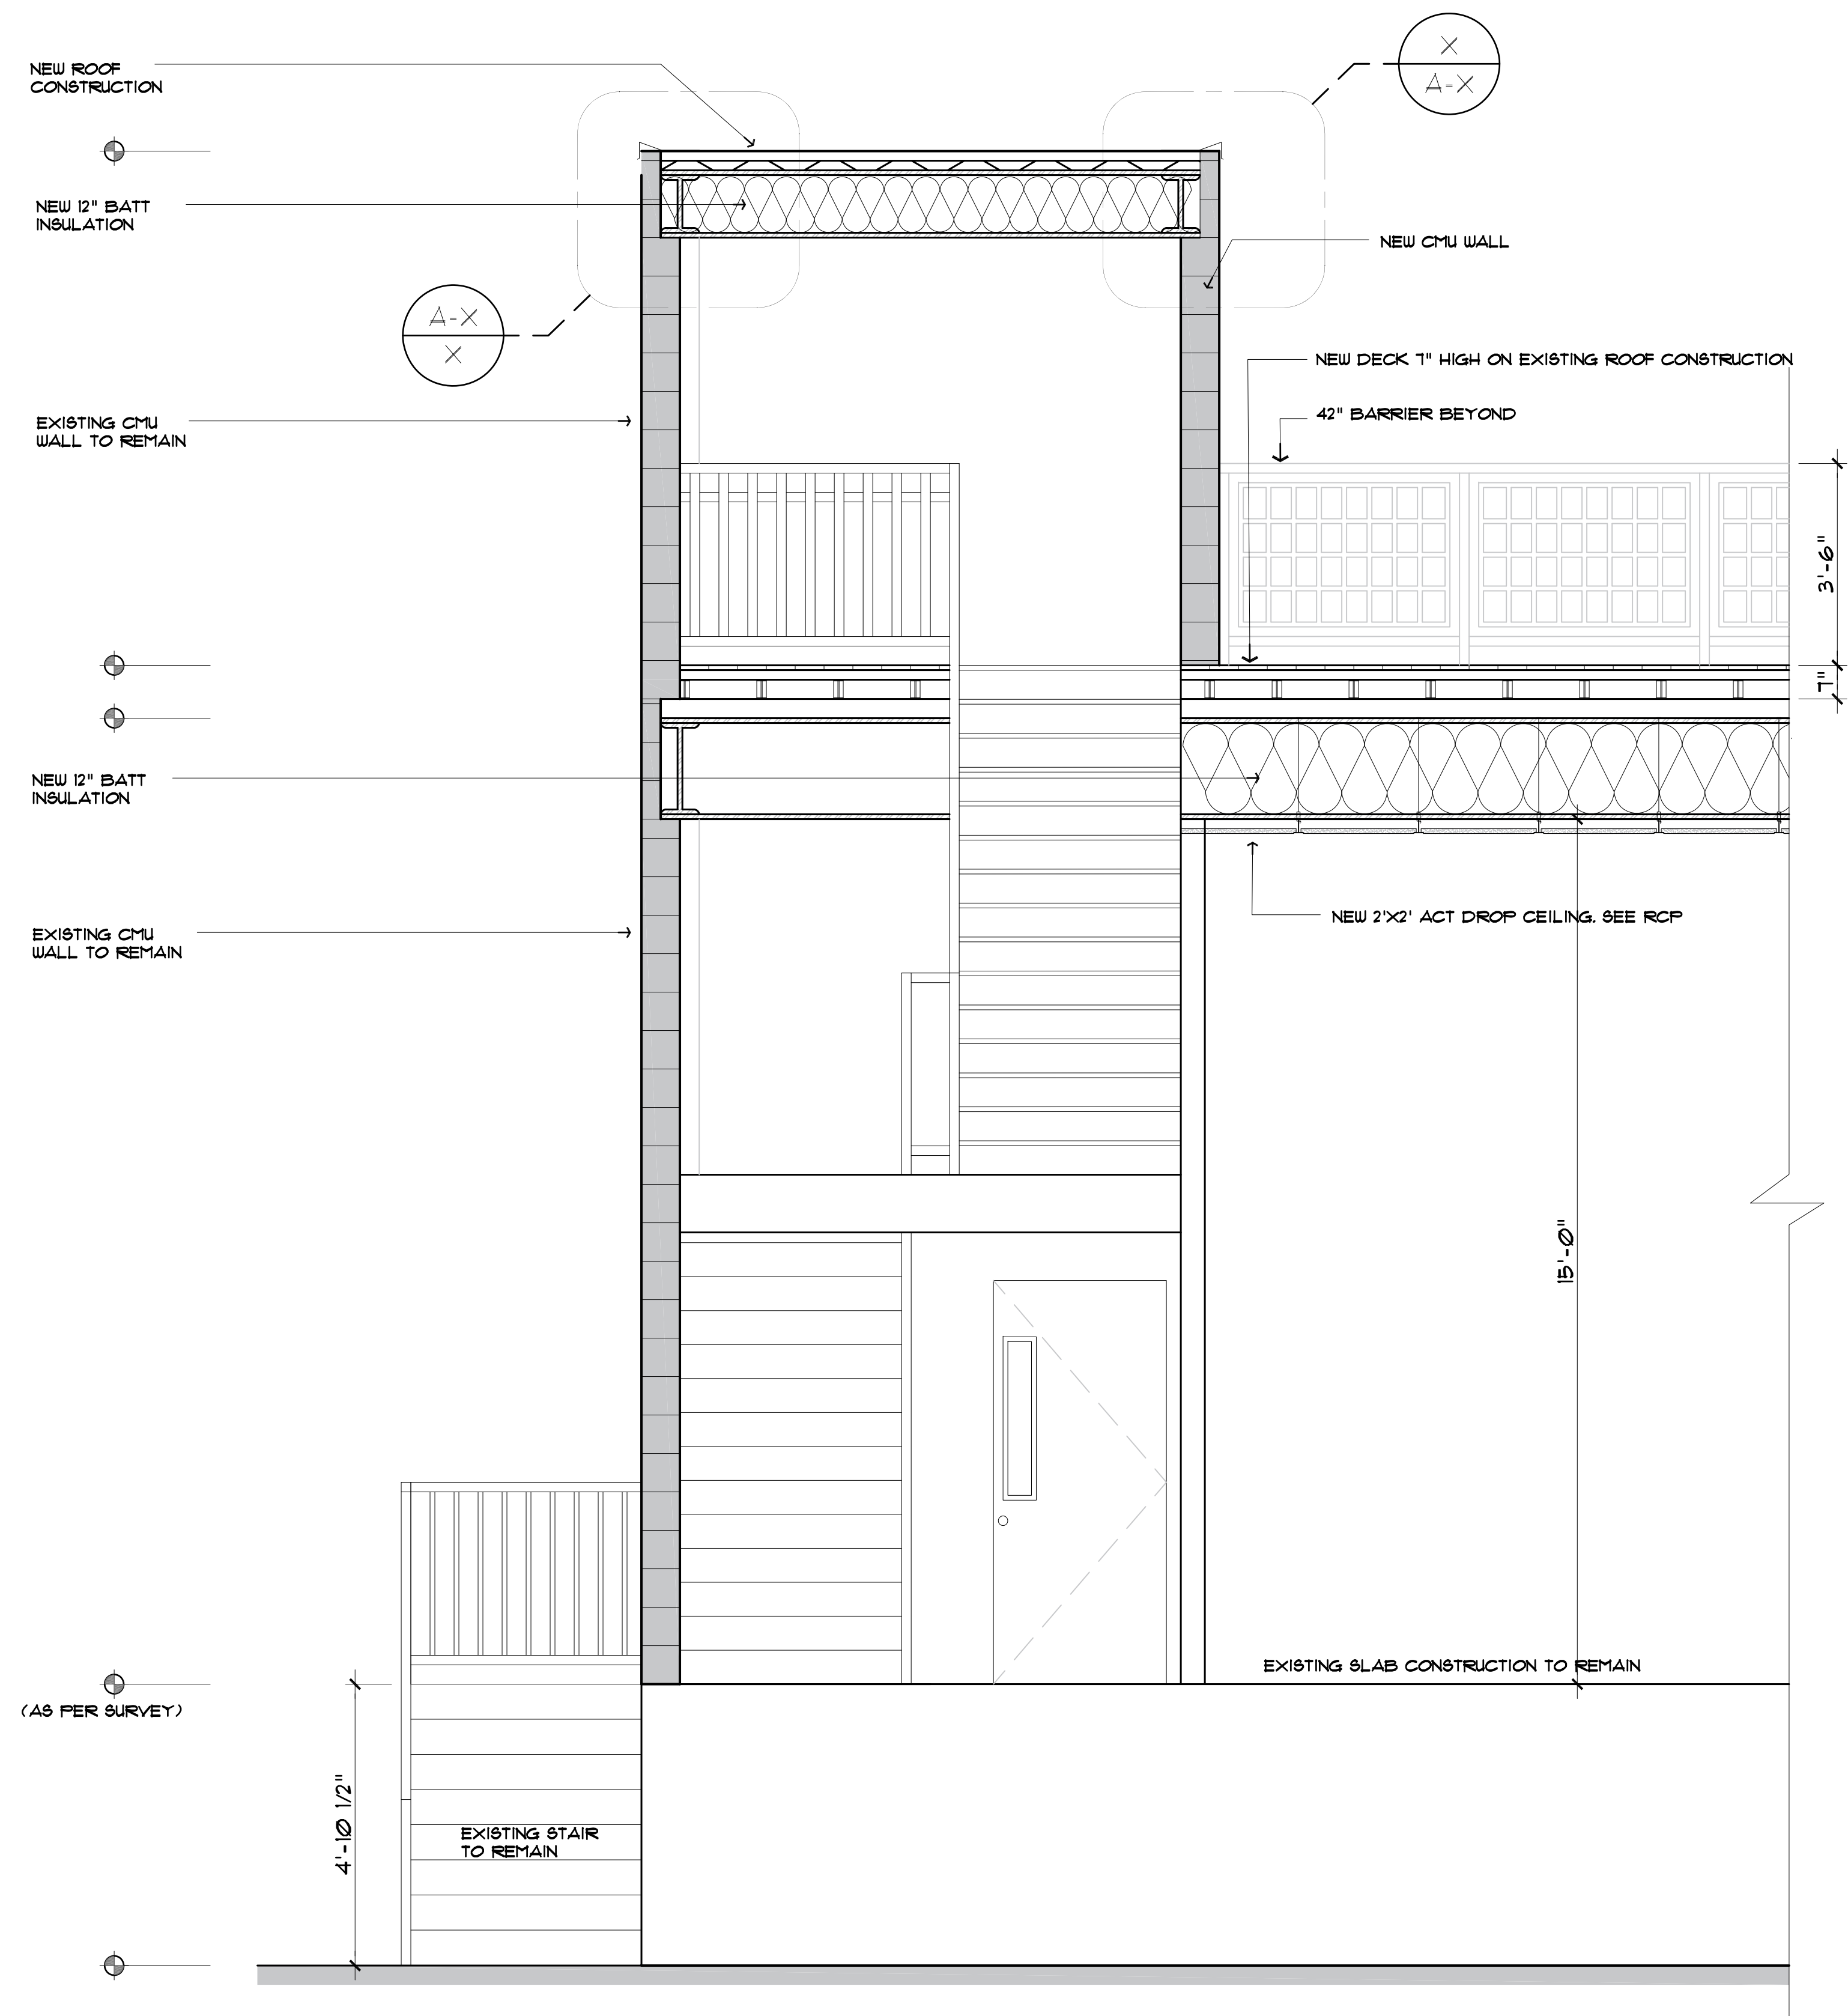 X
A-X
NEW ROOF
CONSTRUCTION
NEW 12" BATT
INSULATION
NEW CMU WALL
A-X
X
NEW DECK 7" HIGH ON EXISTING ROOF CONSTRUCTION
42" BARRIER BEYOND
EXISTING CMU
WALL TO REMAIN
3'-6"
7"
NEW 12" BATT
INSULATION
NEW 2'X2' ACT DROP CEILING. SEE RCP
EXISTING CMU
WALL TO REMAIN
15'-0"
EXISTING SLAB CONSTRUCTION TO REMAIN
(AS PER SURVEY)
4'-10 1/2"
EXISTING STAIR
TO REMAIN